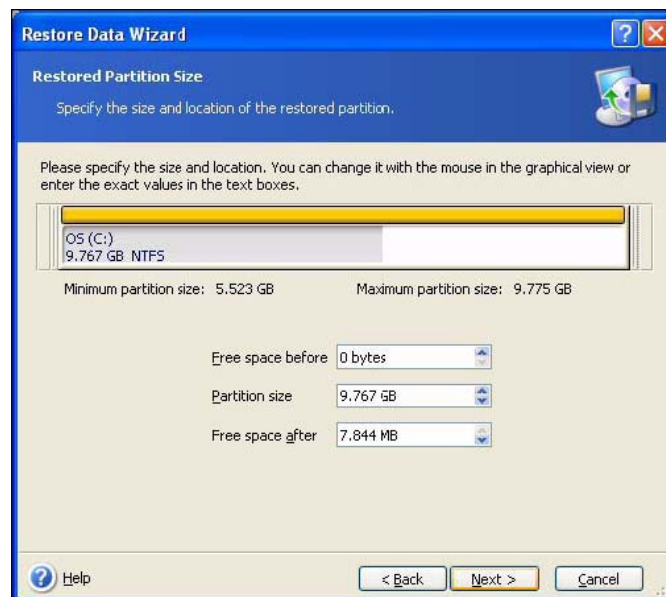 Restore Data Wizard
Restored Partition Size
Specify the size and location of the restored partition.
Please specify the size and location. You can change it with the mouse in the graphical view or
enter the exact values in the text boxes.
OS (C:)
9.767 GB NTFS
Minimum partition size: 5.523 GB Maximum partition size: 9.775 GB
Free space before 0 bytes
Partition size 9.767 GB
Free space after 7.844 MB
Help < Back Next > Cancel